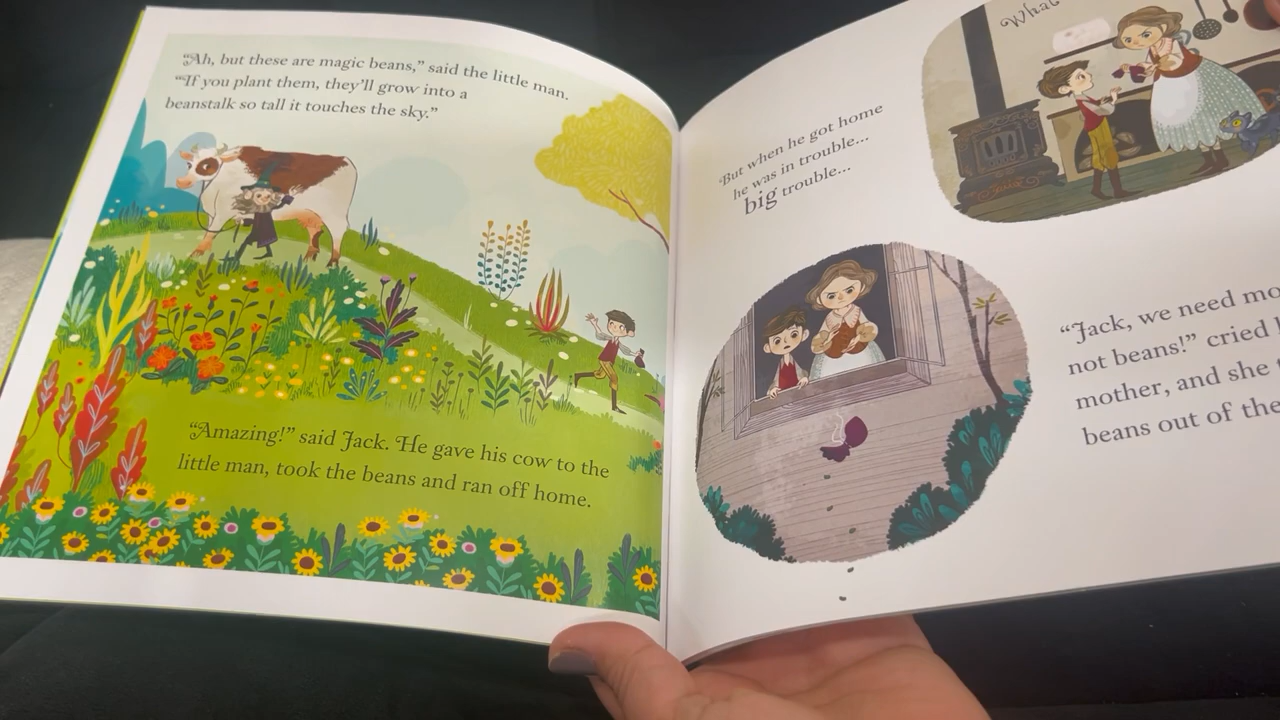 “Ah, but these are magic beans,” said the little man.
“If you plant them, they’ll grow into a
beanstalk so tall it touches the sky.”
“Amazing!” said Jack. He gave his cow to the
little man, took the beans and ran off home.
What
But when he got home
he was in trouble...
big trouble...
“Jack, we need
not beans!” cried
mother, and she
beans out of the